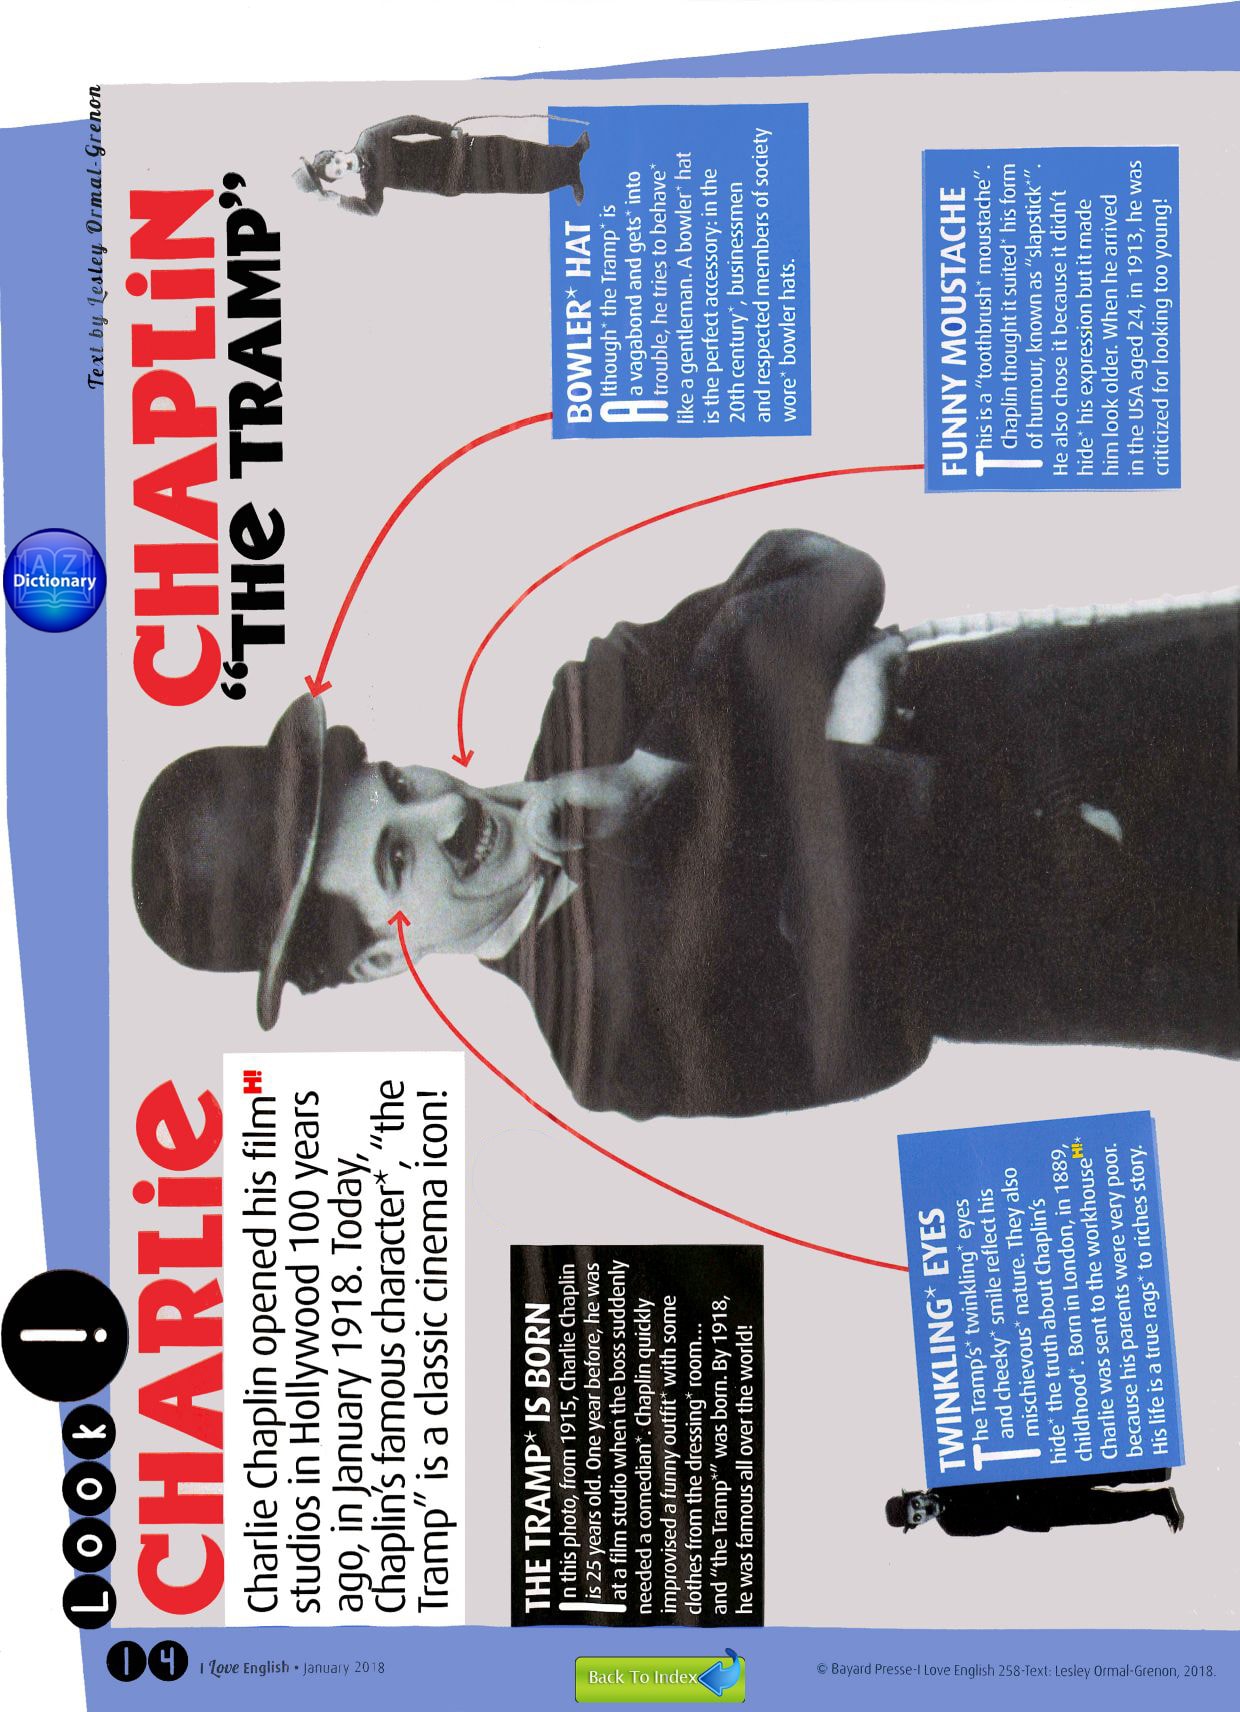 Look !
Text by Lesley Ormal-Grenon
Dictionary
A Z
CHARLiE CHAPLiN
“THE TRAMP”
Charlie Chaplin opened his film H!
studios in Hollywood 100 years
ago, in January 1918. Today,
Chaplin’s famous character*, “the
Tramp” is a classic cinema icon!
THE TRAMP* IS BORN
In this photo, from 1915, Charlie Chaplin
is 25 years old. One year before, he was
at a film studio when the boss suddenly
needed a comedian*. Chaplin quickly
improvised a funny outfit* with some
clothes from the dressing* room...
and “the Tramp*” was born. By 1918,
he was famous all over the world!
TWINKLING* EYES
The Tramp’s* twinkling* eyes
and cheeky* smile reflect his
mischievous* nature. They also
hide* the truth about Chaplin’s
childhood*. Born in London, in 1889,
Charlie was sent to the workhouse H!*
because his parents were very poor.
His life is a true rags* to riches story.
BOWLER* HAT
Although* the Tramp* is
a vagabond and gets* into
trouble, he tries to behave*
like a gentleman. A bowler* hat
is the perfect accessory: in the
20th century*, businessmen
and respected members of society
wore* bowler hats.
FUNNY MOUSTACHE
This is a “toothbrush* moustache”.
Chaplin thought it suited* his form
of humour, known as “slapstick*”.
He also chose it because it didn’t
hide* his expression but it made
him look older. When he arrived
in the USA aged 24, in 1913, he was
criticized for looking too young!
14
I Love English • January 2018
Back To Index
© Bayard Presse-I Love English 258-Text: Lesley Ormal-Grenon, 2018.